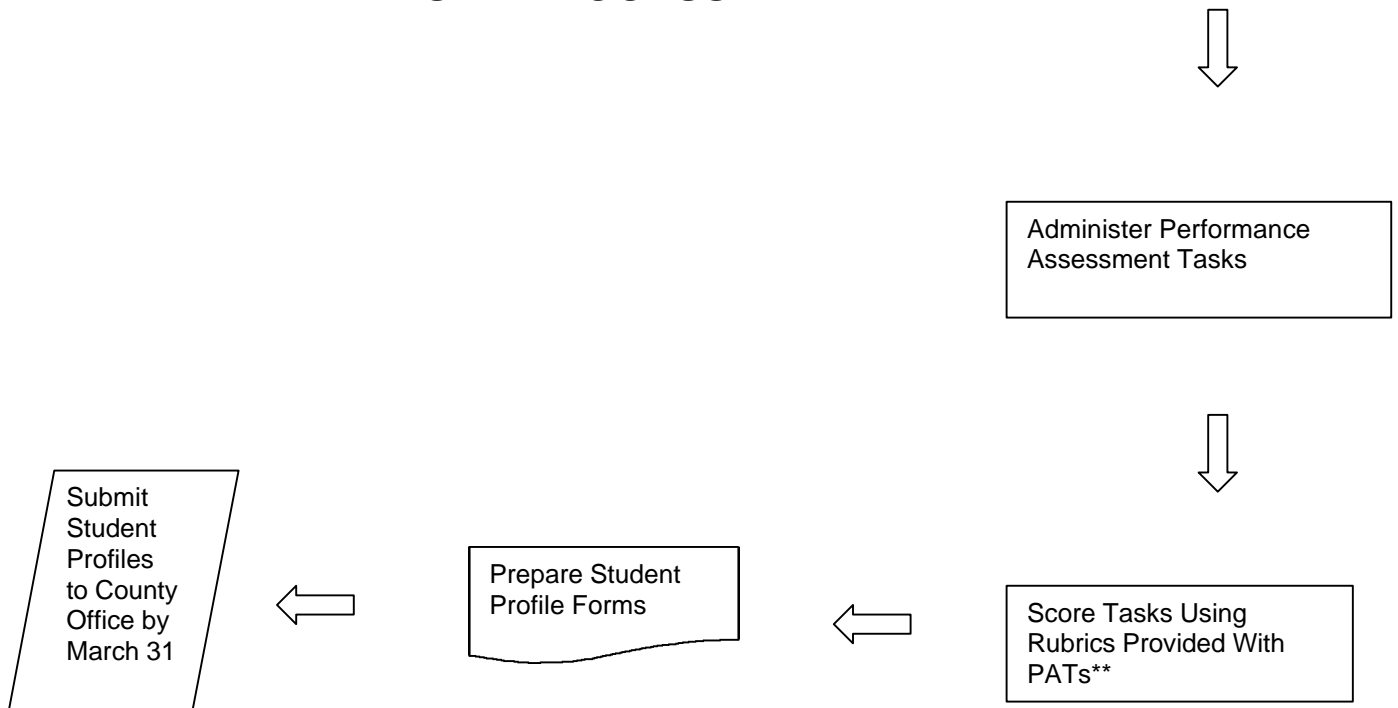 Administer Performance
Assessment Tasks
Submit
Student
Profiles
to County
Office by
March 31
Prepare Student
Profile Forms
Score Tasks Using
Rubrics Provided With
PATs**